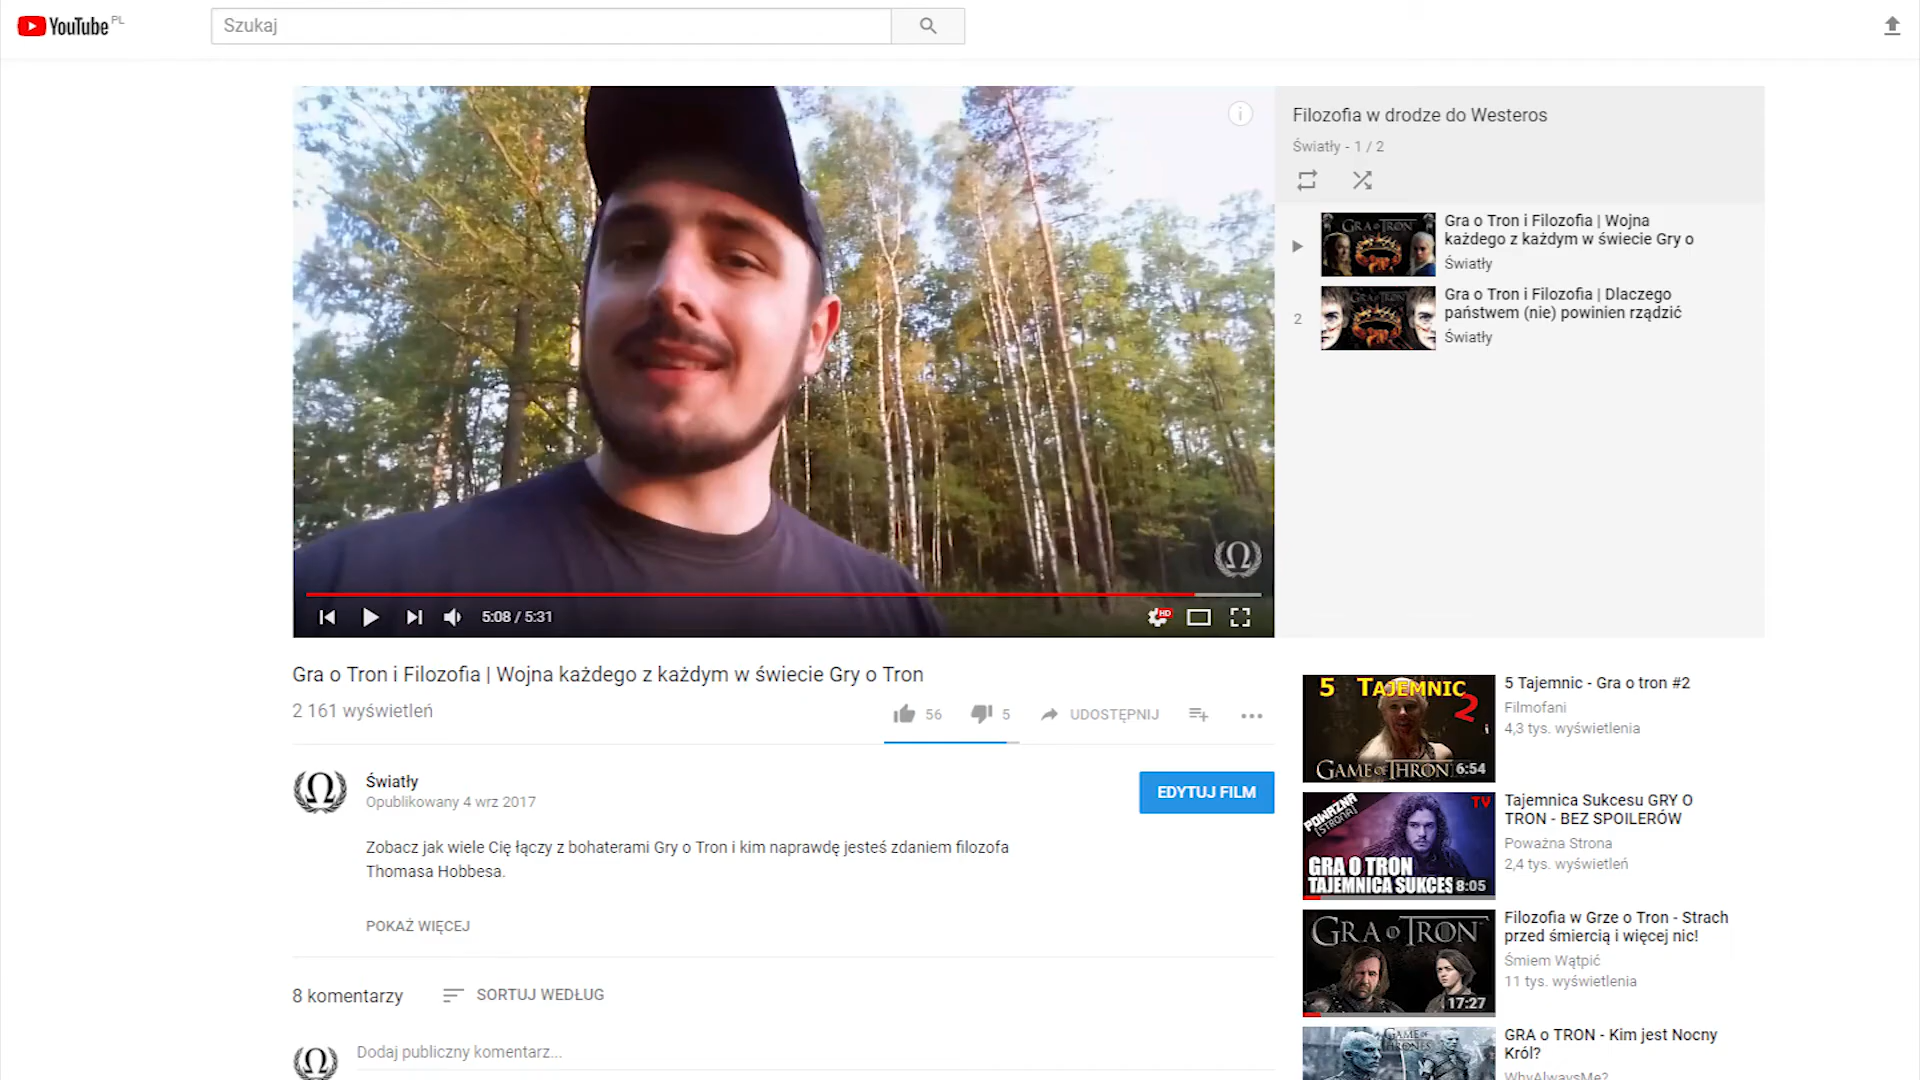 YouTube PL
Szukaj
Filozofia w drodze do Westeros
Światły - 1 / 2
GRA o TRON
Gra o Tron i Filozofia | Wojna
każdego z każdym w świecie Gry o
Światły
2
Gra o Tron i Filozofia | Dlaczego
państwem (nie) powinien rządzić
Światły
Ω
5:08 / 5:31
HD
Gra o Tron i Filozofia | Wojna każdego z każdym w świecie Gry o Tron
2 161 wyświetleń
56
5
UDOSTĘPNIJ
Ω
Światły
Opublikowany 4 wrz 2017
EDYTUJ FILM
Zobacz jak wiele Cię łączy z bohaterami Gry o Tron i kim naprawdę jesteś zdaniem filozofa
Thomasa Hobbesa.
POKAŻ WIĘCEJ
8 komentarzy
SORTUJ WEDŁUG
Ω
Dodaj publiczny komentarz...
5 TAJEMNIC
2
GAME OF THRON
6:54
5 Tajemnic - Gra o tron #2
Filmofani
4,3 tys. wyświetlenia
POWAŻNA
[STRONA]
TV
GRA O TRON
TAJEMNICA SUKCES
8:05
Tajemnica Sukcesu GRY O
TRON - BEZ SPOILERÓW
Poważna Strona
2,4 tys. wyświetleń
GRA o TRON
17:27
Filozofia w Grze o Tron - Strach
przed śmiercią i więcej nic!
Śmiem Wątpić
11 tys. wyświetlenia
GAME OF
THRONES
GRA o TRON - Kim jest Nocny
Król?
WhyAlwaysMe?